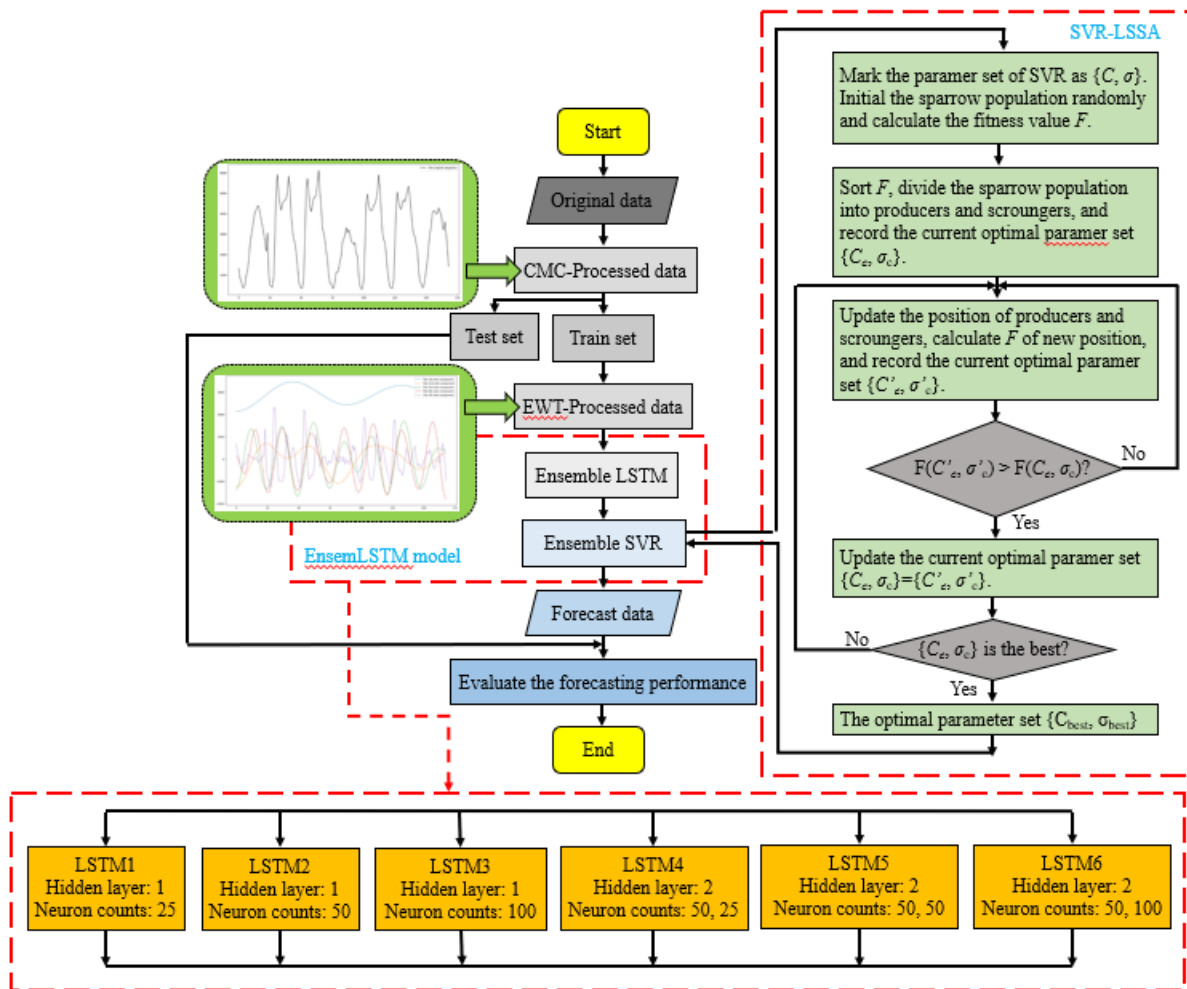 SVR-LSSA
Mark the paramer set of SVR as {C, σ}.
Initial the sparrow population randomly
and calculate the fitness value F.
Sort F, divide the sparrow population
into producers and scroungers, and
record the current optimal paramer set
{Cc, σc}.
Update the position of producers and
scroungers, calculate F of new position,
and record the current optimal paramer
set {C'c, σ'c}.
F(C'c, σ'c) > F(Cc, σc)?
No
Yes
Update the current optimal paramer set
{Cc, σc}={C'c, σ'c}.
{Cc, σc} is the best?
No
Yes
The optimal parameter set {Cbest, σbest}
Start
Original data
CMC-Processed data
Test set
Train set
EWT-Processed data
Ensemble LSTM
Ensemble SVR
EnsemLSTM model
Forecast data
Evaluate the forecasting performance
End
LSTM1
Hidden layer: 1
Neuron counts: 25
LSTM2
Hidden layer: 1
Neuron counts: 50
LSTM3
Hidden layer: 1
Neuron counts: 100
LSTM4
Hidden layer: 2
Neuron counts: 50, 25
LSTM5
Hidden layer: 2
Neuron counts: 50, 50
LSTM6
Hidden layer: 2
Neuron counts: 50, 100